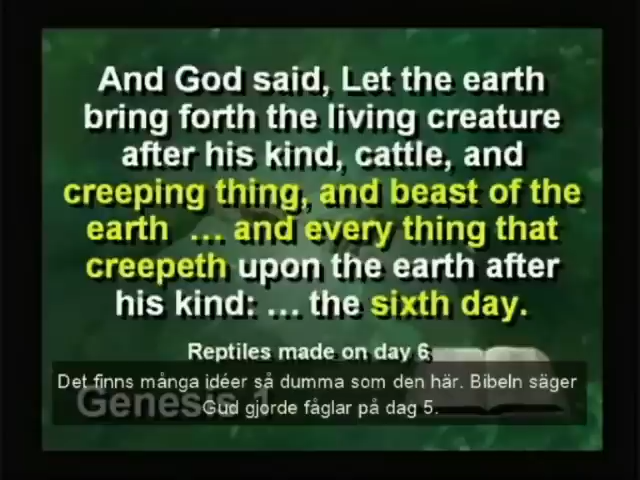 And God said, Let the earth
bring forth the living creature
after his kind, cattle, and
creeping thing, and beast of the
earth … and every thing that
creepeth upon the earth after
his kind: … the sixth day.
Reptiles made on day 6
Det finns många idéer så dumma som den här. Bibeln säger
Gud gjorde fåglar på dag 5.
Genesis 1